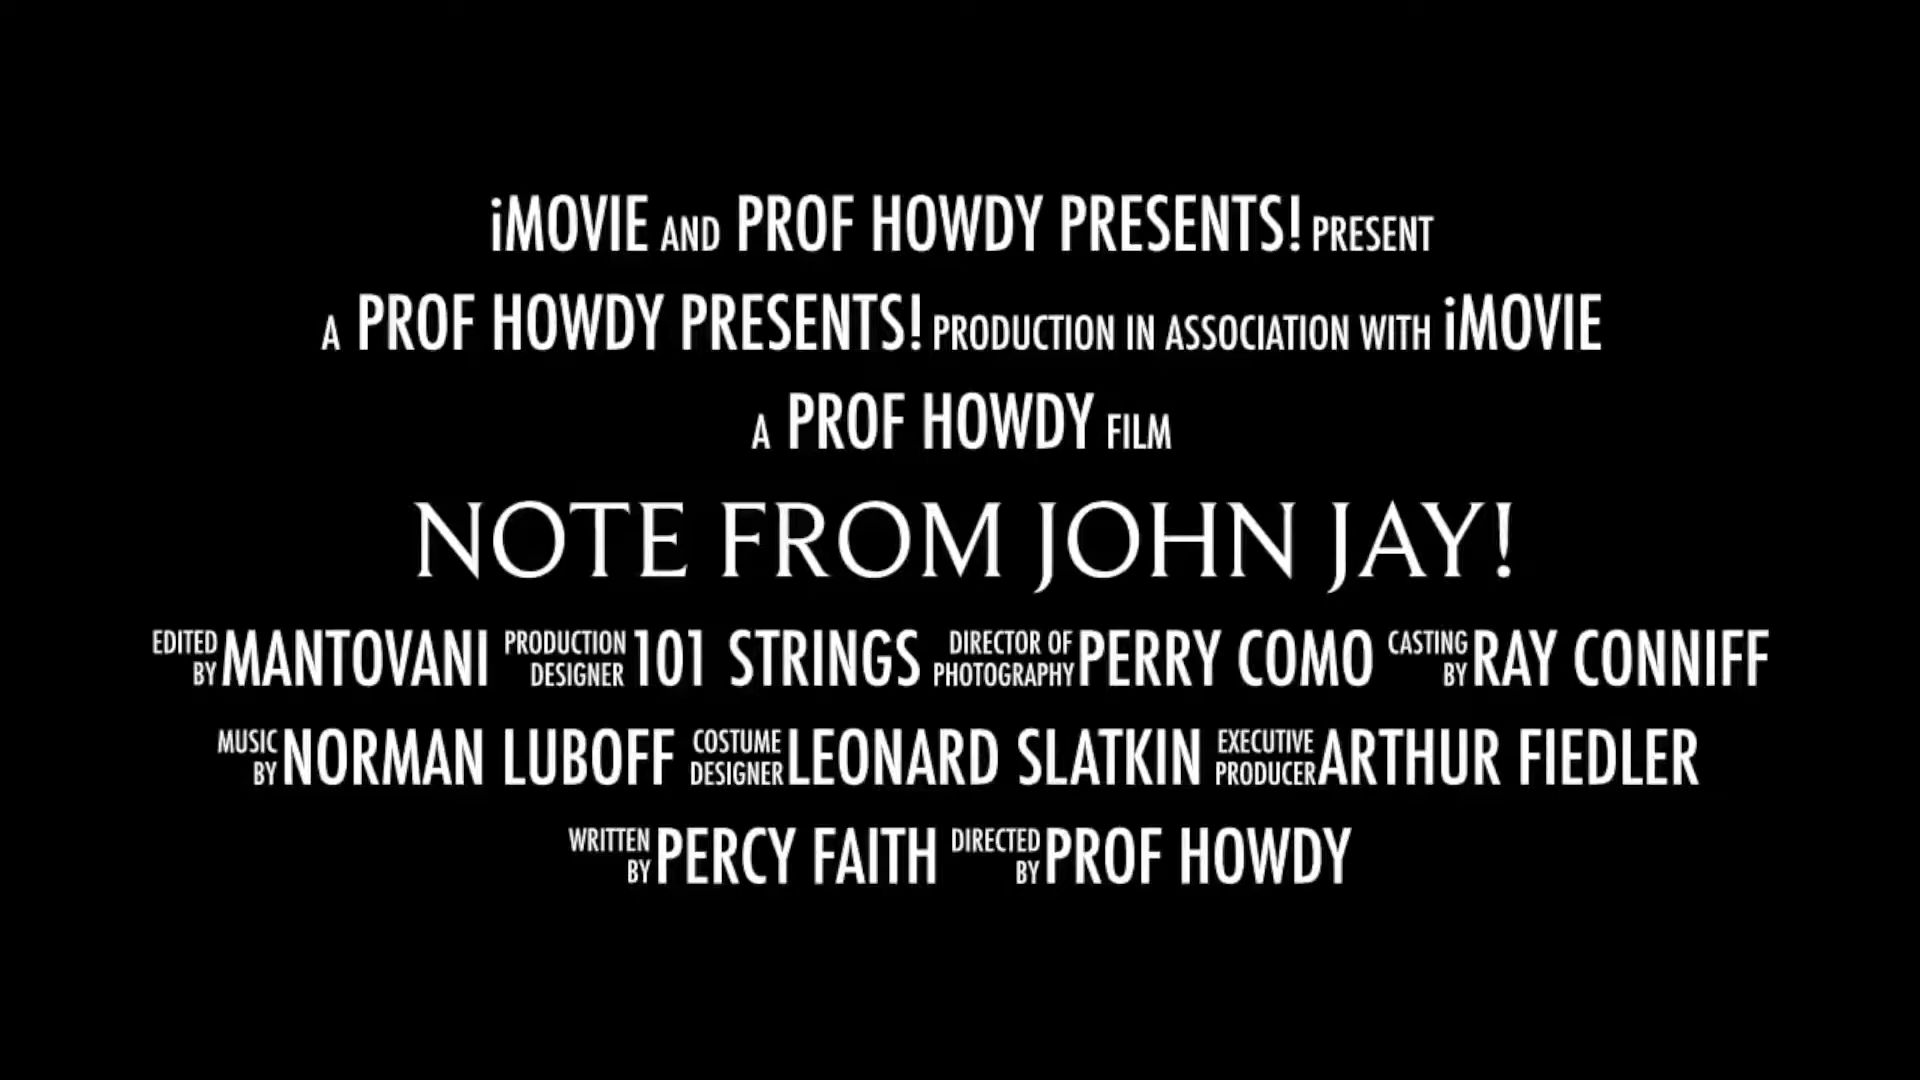 iMOVIE AND PROF HOWDY PRESENTS! PRESENT
A PROF HOWDY PRESENTS! PRODUCTION IN ASSOCIATION WITH iMOVIE
A PROF HOWDY FILM
NOTE FROM JOHN JAY!
EDITED BY MANTOVANI PRODUCTION DESIGNER 101 STRINGS DIRECTOR OF PHOTOGRAPHY PERRY COMO CASTING BY RAY CONNIFF
MUSIC BY NORMAN LUBOFF COSTUME DESIGNER LEONARD SLATKIN EXECUTIVE PRODUCER ARTHUR FIEDLER
WRITTEN BY PERCY FAITH DIRECTED BY PROF HOWDY